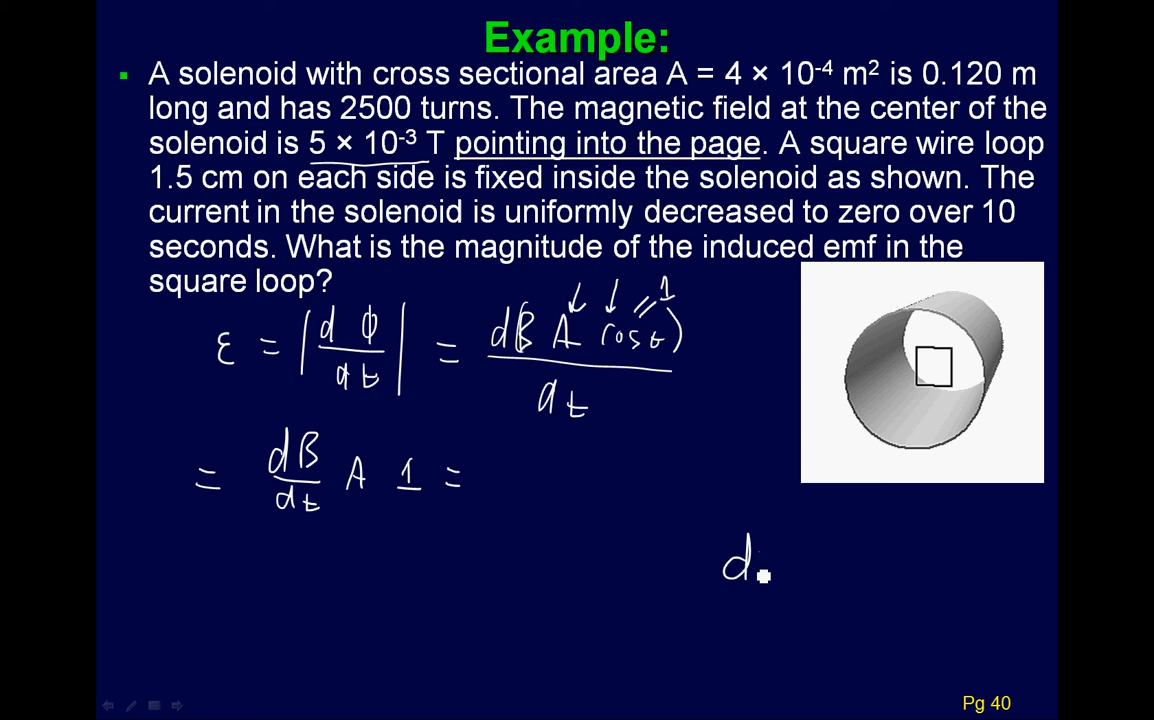 Example:
▪ A solenoid with cross sectional area A = 4 × 10⁻⁴ m² is 0.120 m
long and has 2500 turns. The magnetic field at the center of the
solenoid is 5 × 10⁻³ T pointing into the page. A square wire loop
1.5 cm on each side is fixed inside the solenoid as shown. The
current in the solenoid is uniformly decreased to zero over 10
seconds. What is the magnitude of the induced emf in the
square loop?
ε = |dϕ/dt| = dB A cos θ)/dt = 1
= dB/dt A 1 =
d
Pg 40